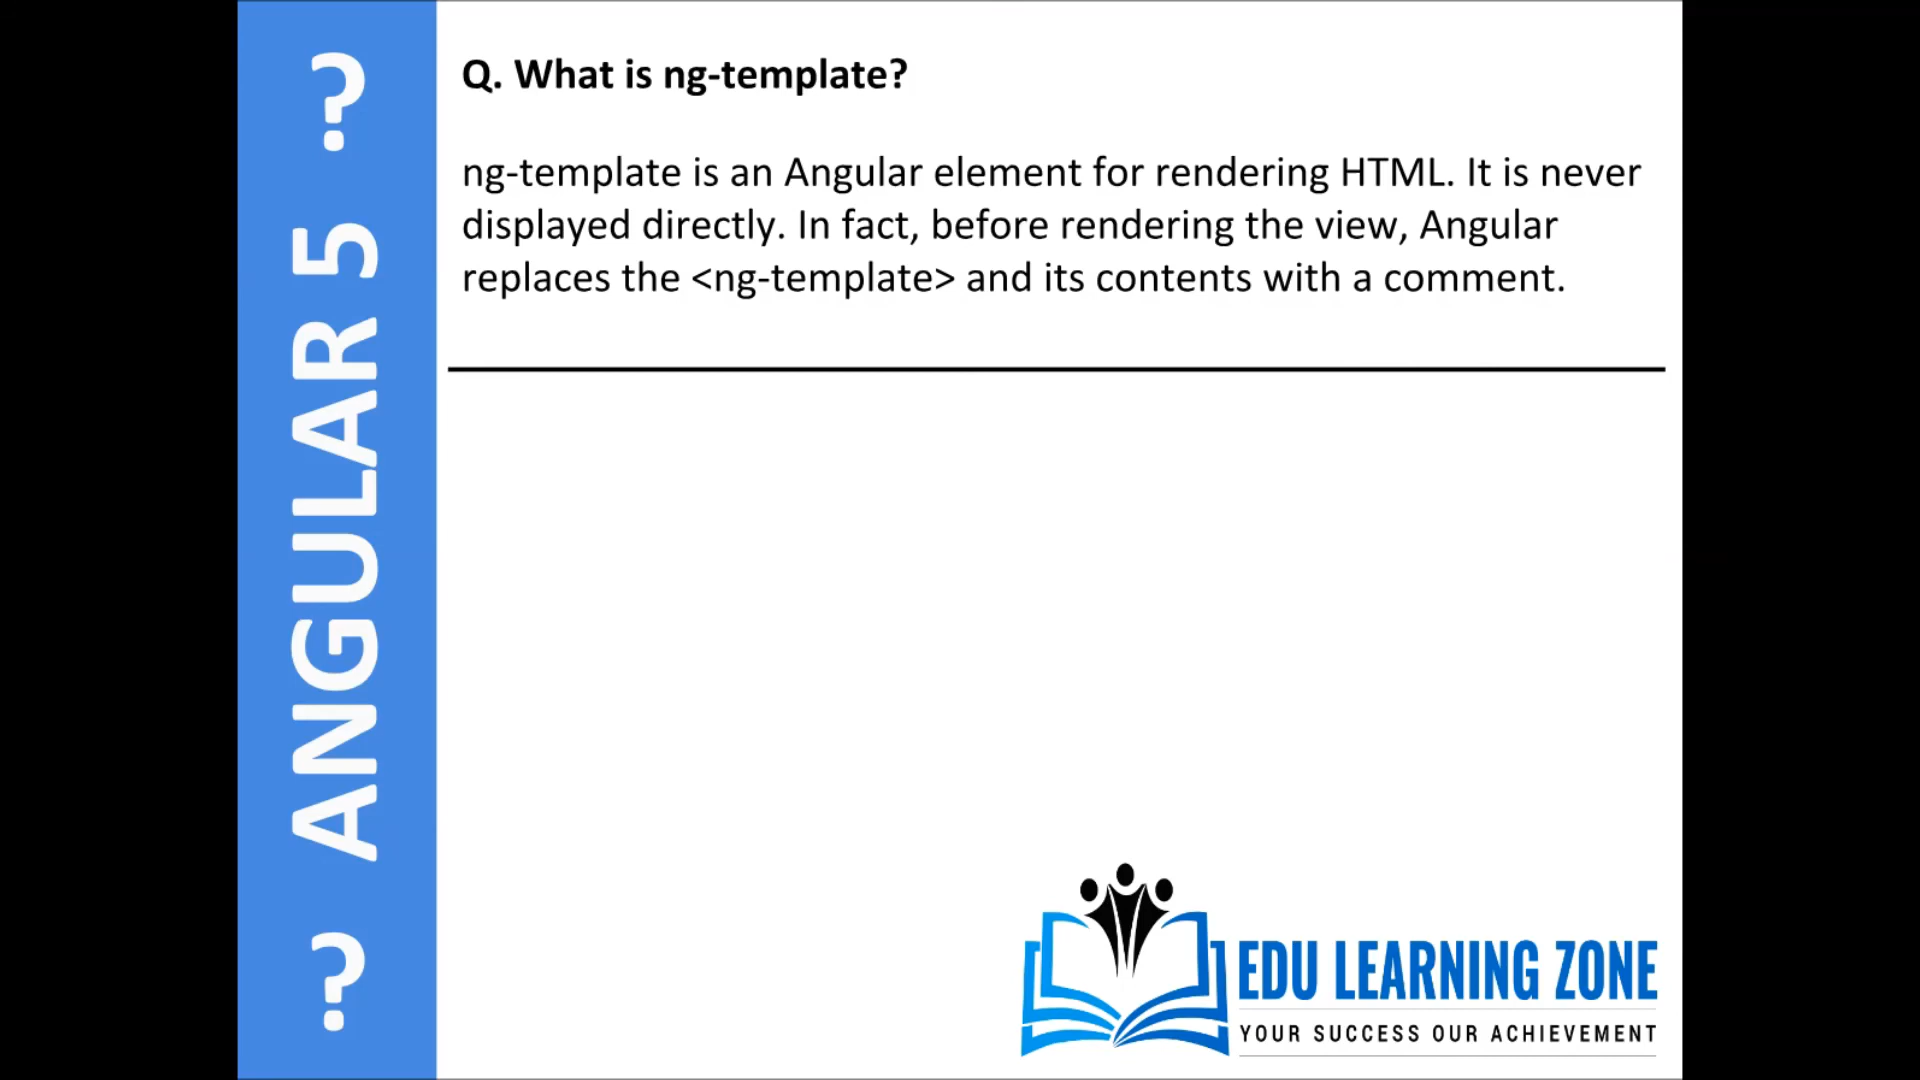 ? ANGULAR 5 ?
Q. What is ng-template?
ng-template is an Angular element for rendering HTML. It is never
displayed directly. In fact, before rendering the view, Angular
replaces the <ng-template> and its contents with a comment.
EDU LEARNING ZONE
YOUR SUCCESS OUR ACHIEVEMENT